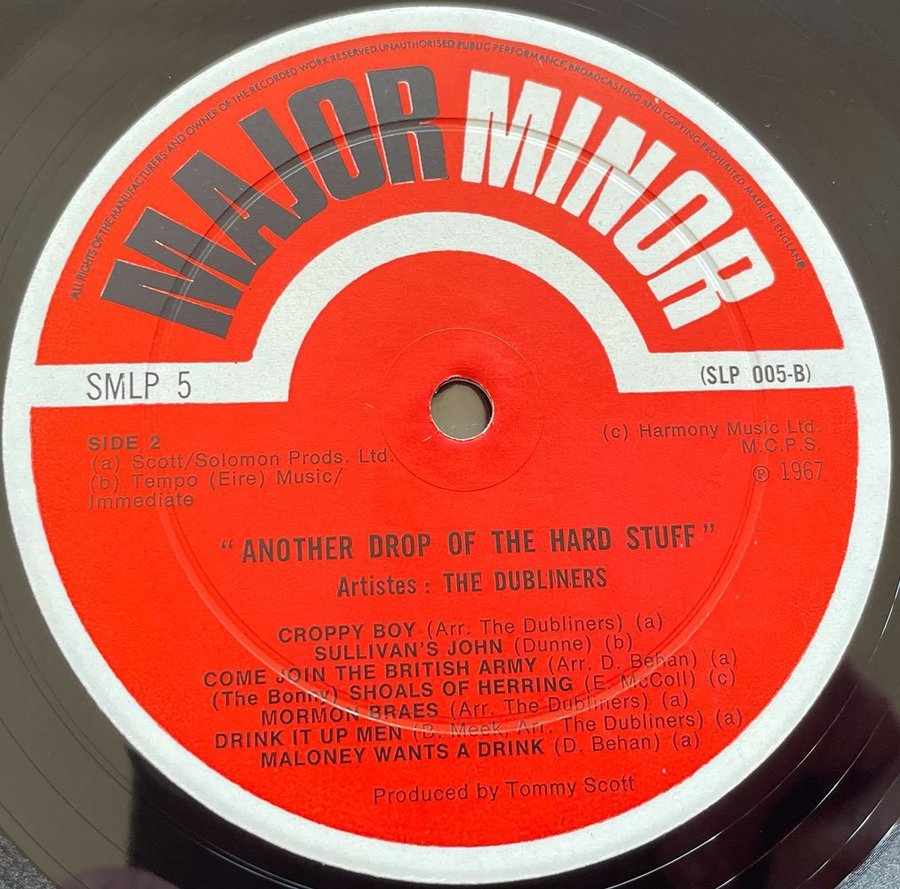 ALL RIGHTS OF THE MANUFACTURERS AND OWNER OF THE RECORDED WORK RESERVED.UNAUTHORISED PUBLIC PERFORMANCE, BROADCASTING AND COPYING PROHIBITED.MADE IN ENGLAND
MAJOR MINOR
SMLP 5
(SLP 005-B)
SIDE 2
(a) Scott/Solomon Prods. Ltd.
(b) Tempo (Eire) Music/
Immediate
(c) Harmony Music Ltd.
M.C.P.S.
℗ 1967
“ANOTHER DROP OF THE HARD STUFF”
Artistes : THE DUBLINERS
CROPPY BOY (Arr. The Dubliners) (a)
SULLIVAN'S JOHN (Dunne) (b)
COME JOIN THE BRITISH ARMY (Arr. D. Behan) (a)
(The Bonny) SHOALS OF HERRING (E. McColl) (c)
MORMON BRAES (Arr. The Dubliners) (a)
DRINK IT UP MEN (B. Meek, Arr. The Dubliners) (a)
MALONEY WANTS A DRINK (D. Behan) (a)
Produced by Tommy Scott